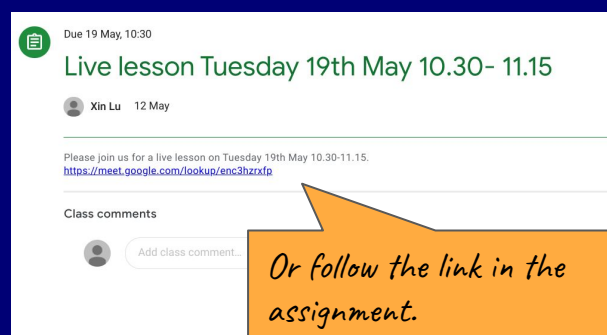 Due 19 May, 10:30
Live lesson Tuesday 19th May 10.30- 11.15
Xin Lu 12 May
Please join us for a live lesson on Tuesday 19th May 10.30-11.15.
https://meet.google.com/lookup/enc3hzrxfp
Class comments
Add class comment...
Or follow the link in the
assignment.